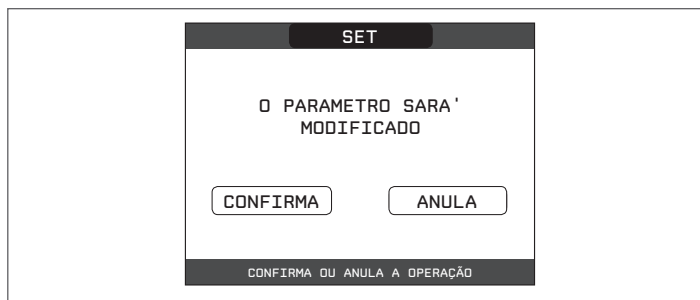 SET
O PARAMETRO SARA'
MODIFICADO
CONFIRMA ANULA
CONFIRMA OU ANULA A OPERAÇÃO